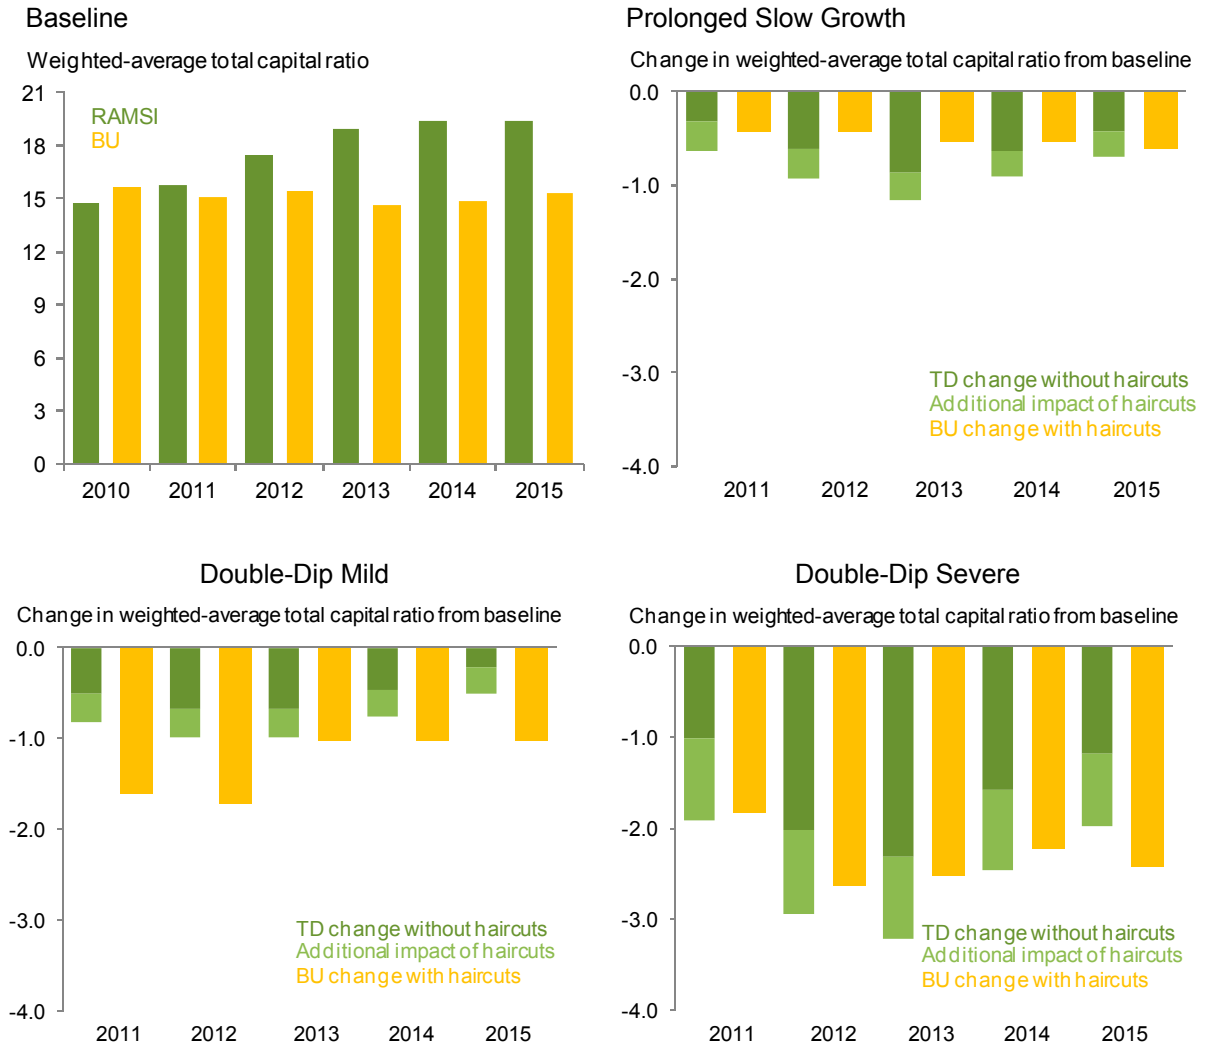 Baseline
Weighted-average total capital ratio
21
18
15
12
9
6
3
0
RAMSI
BU
2010 2011 2012 2013 2014 2015
Prolonged Slow Growth
Change in weighted-average total capital ratio from baseline
0.0
-1.0
-2.0
-3.0
-4.0
TD change without haircuts
Additional impact of haircuts
BU change with haircuts
2011 2012 2013 2014 2015
Double-Dip Mild
Change in weighted-average total capital ratio from baseline
0.0
-1.0
-2.0
-3.0
-4.0
TD change without haircuts
Additional impact of haircuts
BU change with haircuts
2011 2012 2013 2014 2015
Double-Dip Severe
Change in weighted-average total capital ratio from baseline
0.0
-1.0
-2.0
-3.0
-4.0
TD change without haircuts
Additional impact of haircuts
BU change with haircuts
2011 2012 2013 2014 2015